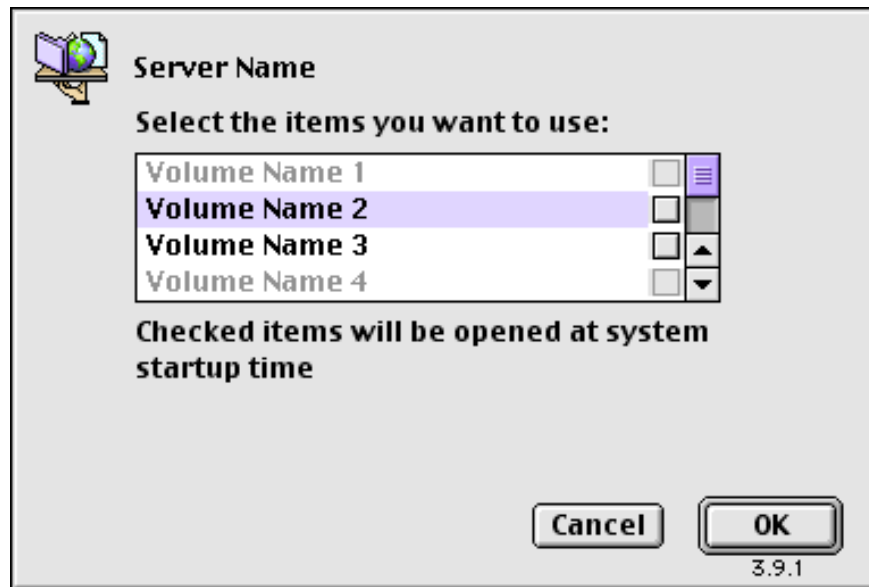 Server Name
Select the items you want to use:
Volume Name 1
Volume Name 2
Volume Name 3
Volume Name 4
Checked items will be opened at system
startup time
Cancel
OK
3.9.1